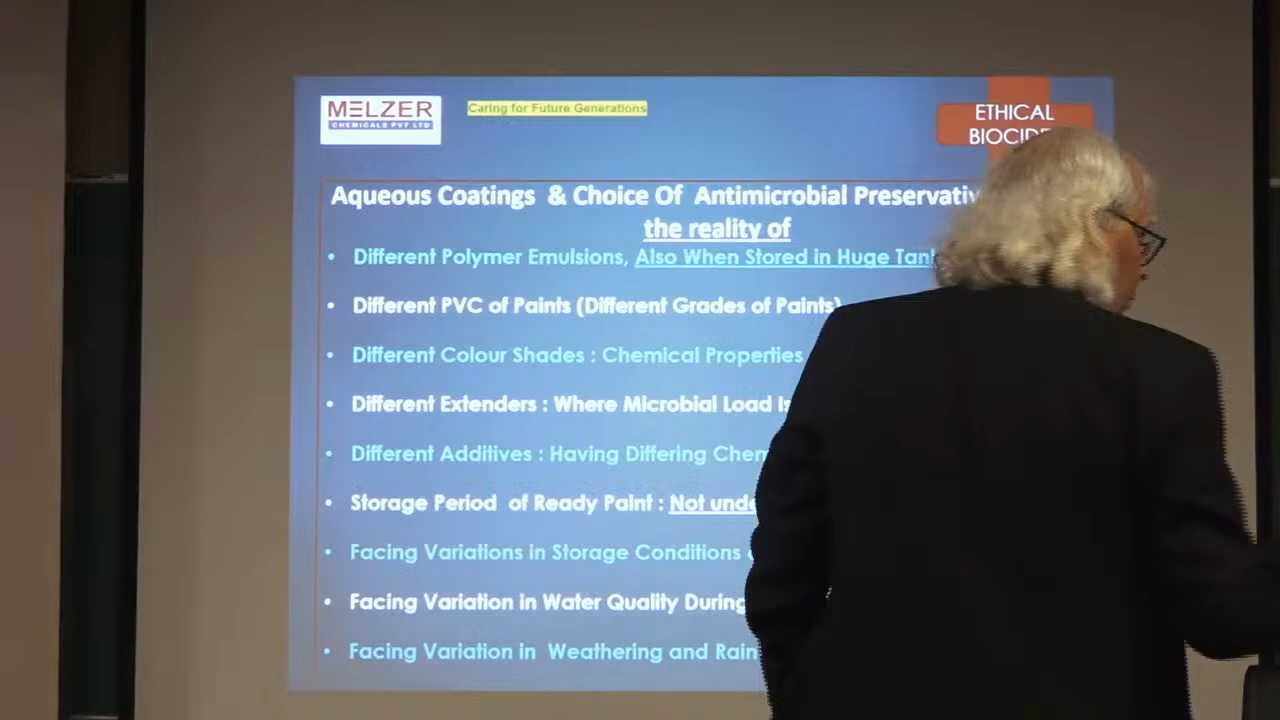 MELZER
CHEMICALS PVT LTD
Caring for Future Generations
ETHICAL
Aqueous Coatings & Choice Of Antimicrobial
the reality of
• Different Polymer Emulsions, Also When Stored in Huge
• Different PVC of Paints (Different Grades of Paints)
• Different Colour Shades : Chemical Properties
• Different Extenders : Where Microbial Load
• Different Additives : Having Differing
• Storage Period of Ready Paint : Not
• Facing Variations in Storage Conditions
• Facing Variation in Water Quality During
• Facing Variation in Weathering and Rain